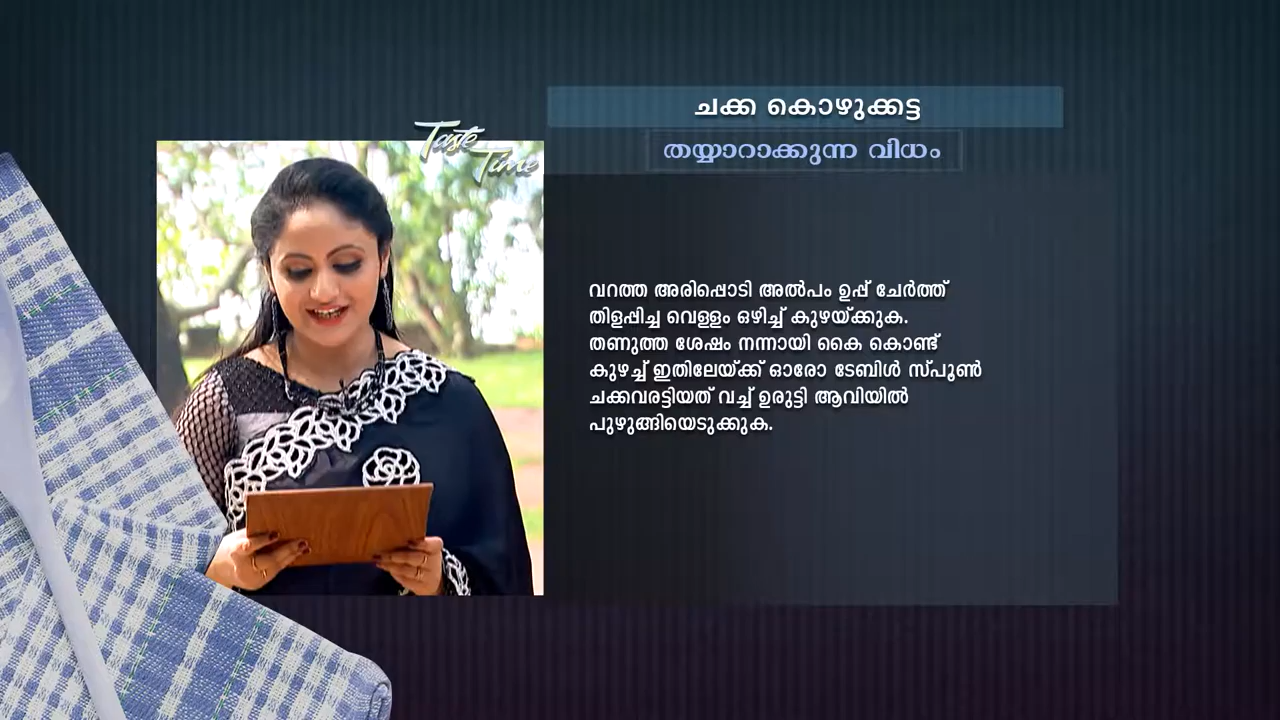 Taste
Time
ചക്ക കൊഴുക്കട്ട
തയ്യാറാക്കുന്ന വിധം
വറത്ത അരിപ്പൊടി അൽപം ഉപ്പ് ചേർത്ത്
തിളപ്പിച്ച വെള്ളം ഒഴിച്ച് കുഴയ്ക്കുക.
തണുത്ത ശേഷം നന്നായി കൈ കൊണ്ട്
കുഴച്ച് ഇതിലേയ്ക്ക് ഓരോ ടേബിൾ സ്പൂൺ
ചക്കവരട്ടിയത് വച്ച് ഉരുട്ടി ആവിയിൽ
പുഴുങ്ങിയെടുക്കുക.